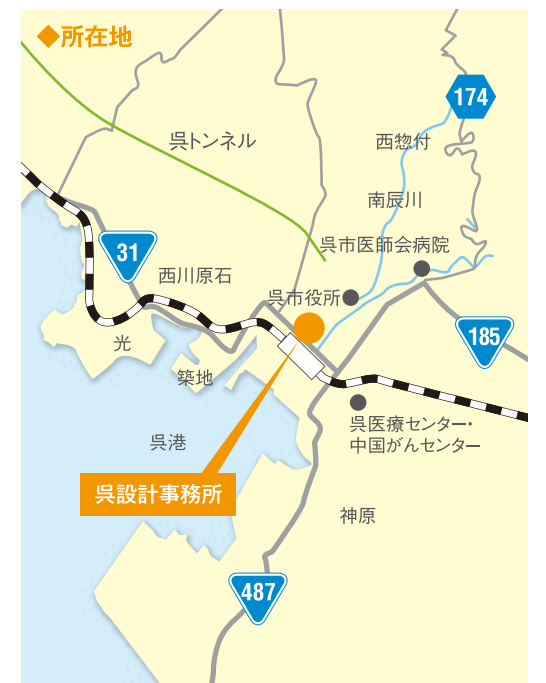 ◆所在地
174
呉トンネル
西惣付
南辰川
31
呉市医師会病院
西川原石
呉市役所
185
光
築地
呉医療センター・
中国がんセンター
呉港
呉設計事務所
神原
487